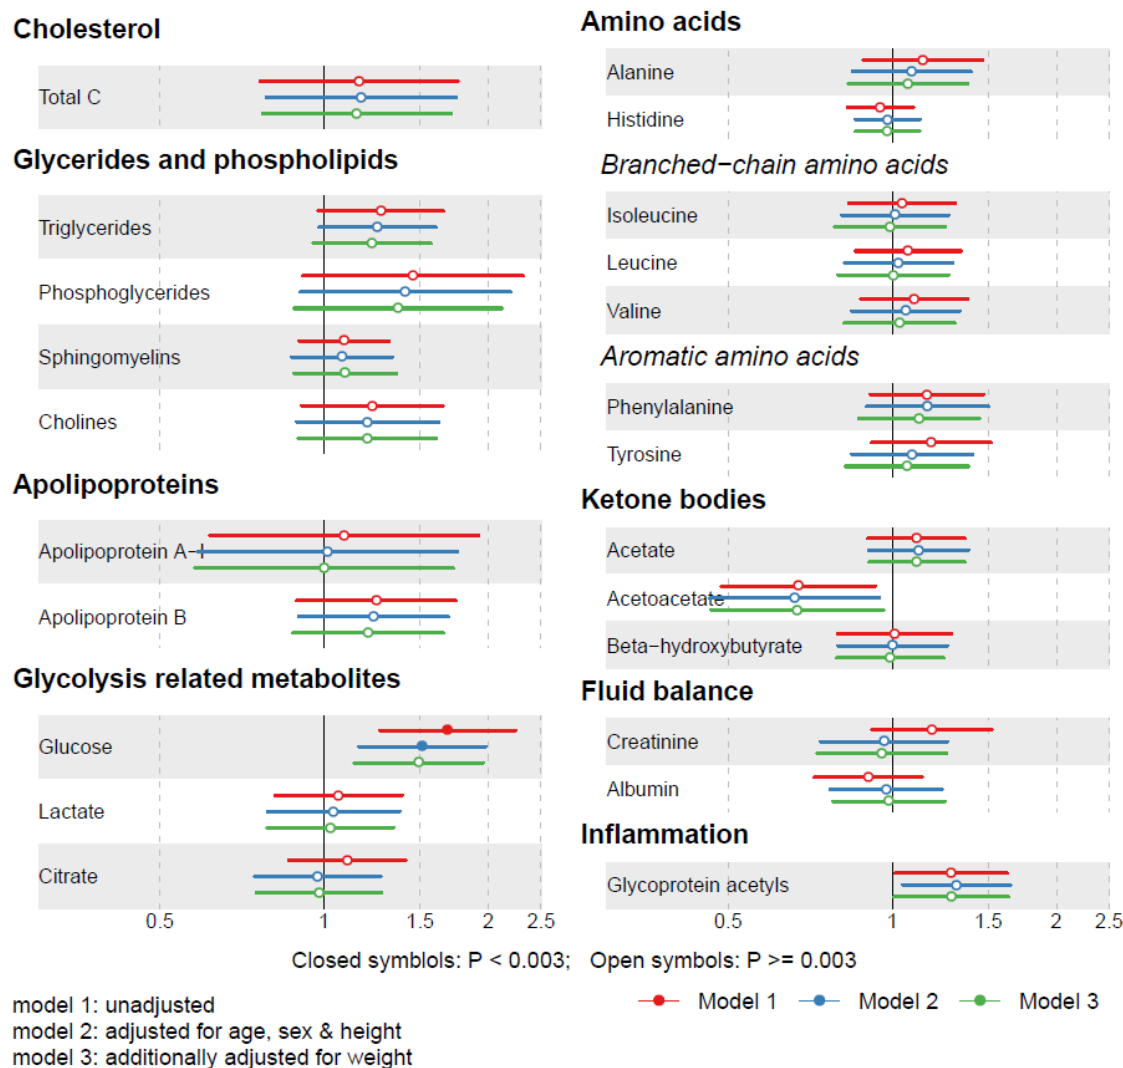 Cholesterol
Total C
Glycerides and phospholipids
Triglycerides
Phosphoglycerides
Sphingomyelins
Cholines
Apolipoproteins
Apolipoprotein A-I
Apolipoprotein B
Glycolysis related metabolites
Glucose
Lactate
Citrate
0.5 1 1.5 2 2.5
Amino acids
Alanine
Histidine
Branched-chain amino acids
Isoleucine
Leucine
Valine
Aromatic amino acids
Phenylalanine
Tyrosine
Ketone bodies
Acetate
Acetoacetate
Beta-hydroxybutyrate
Fluid balance
Creatinine
Albumin
Inflammation
Glycoprotein acetyls
0.5 1 1.5 2 2.5
Closed symblols: P < 0.003; Open symbols: P >= 0.003
Model 1 Model 2 Model 3
model 1: unadjusted
model 2: adjusted for age, sex & height
model 3: additionally adjusted for weight